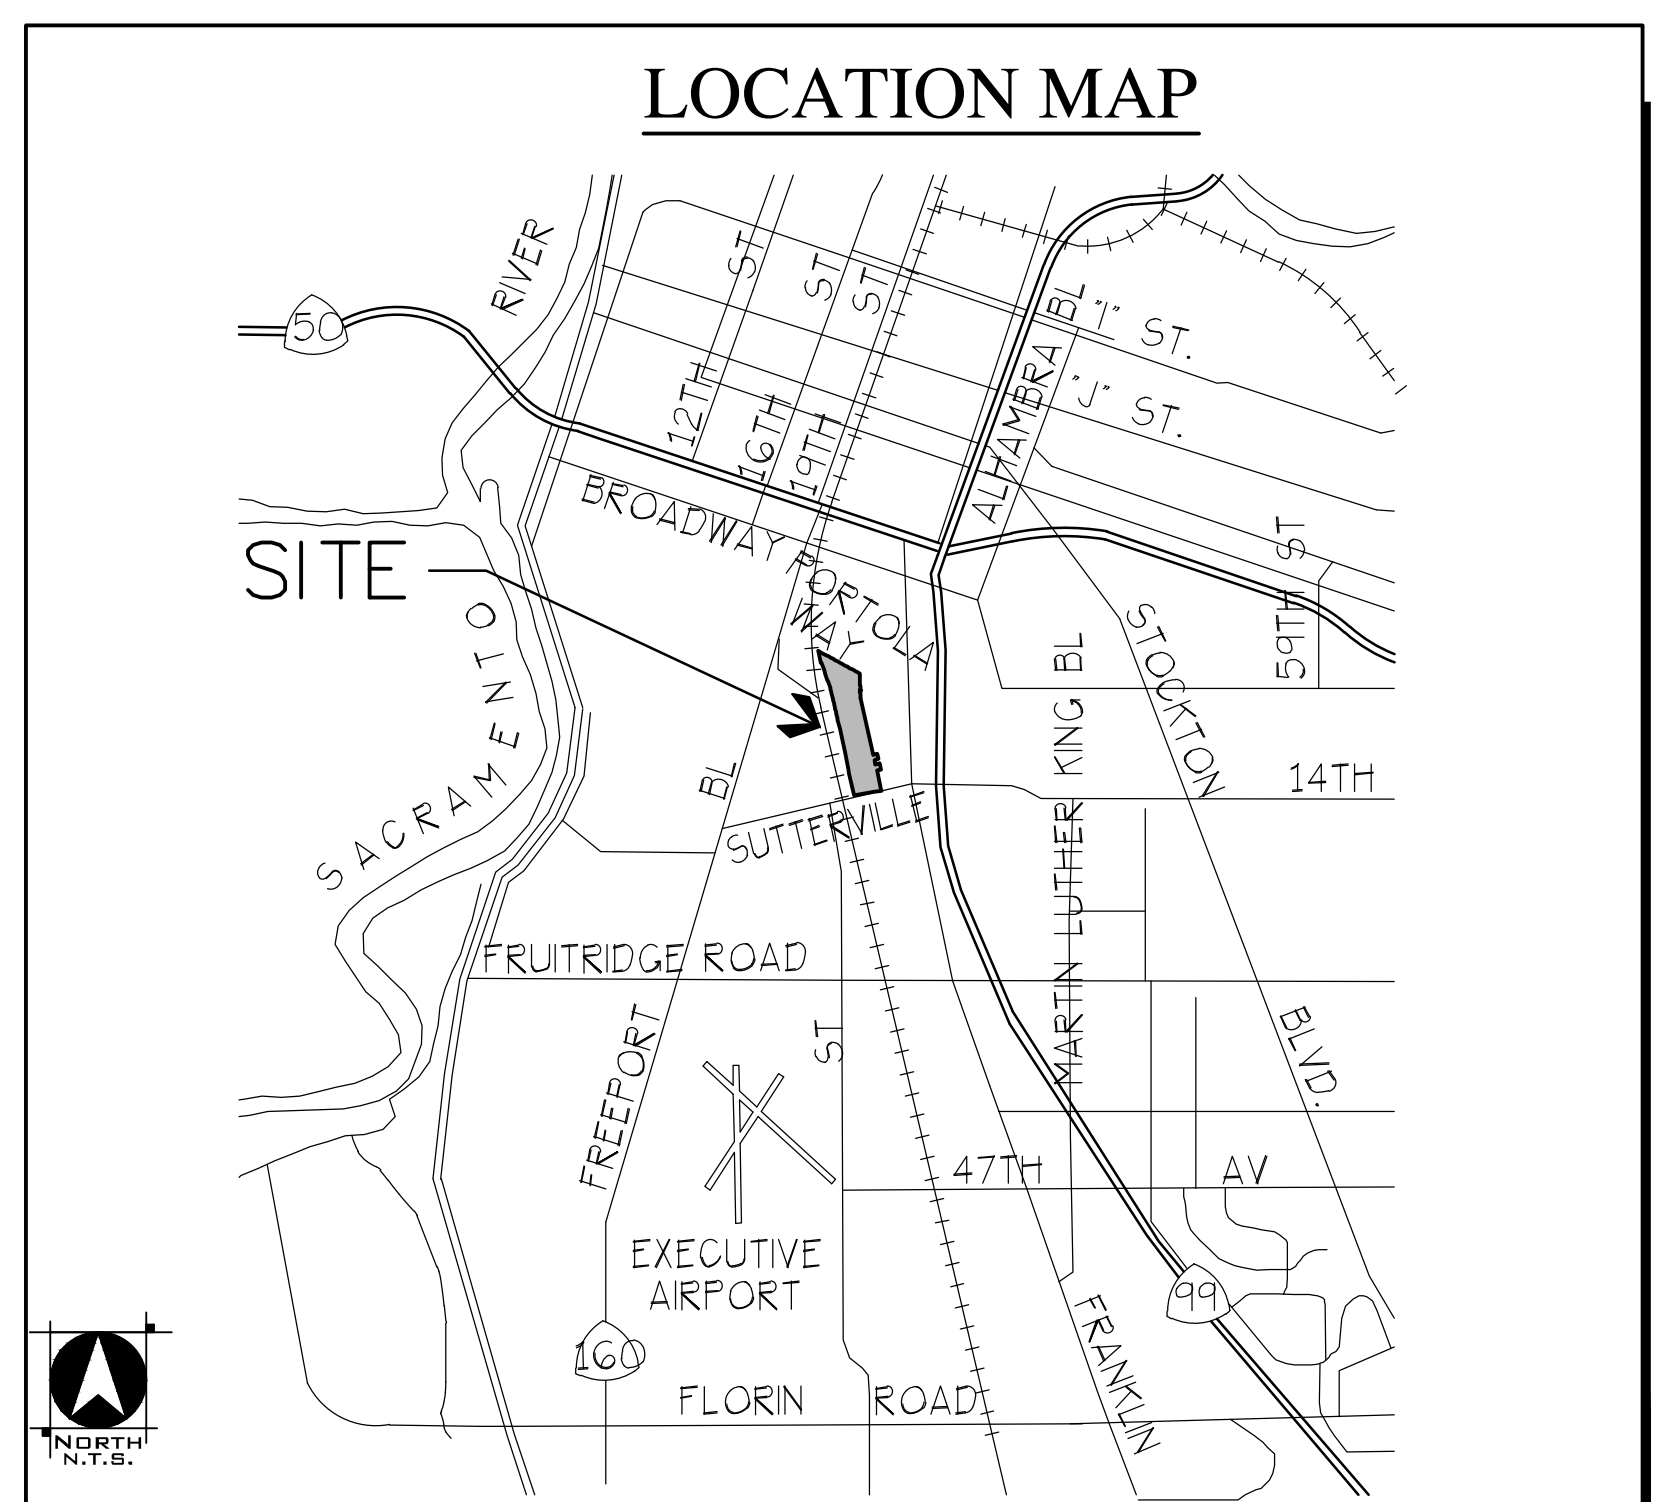 LOCATION MAP
RIVER
ST
ST
ST
50
"I" ST.
"J" ST.
ALHAMBRA BL
12TH
16TH
19TH
BROADWAY
SITE
PORTOLA
WAY
59TH ST
SACRAMENTO
STOCKTON
MARTIN LUTHER KING BL
14TH
BL
SUTTERVILLE
FRUITRIDGE ROAD
FREEPORT
ST
BLVD.
47TH AV
EXECUTIVE
AIRPORT
99
160
FRANKLIN
FLORIN ROAD
NORTH
N.T.S.